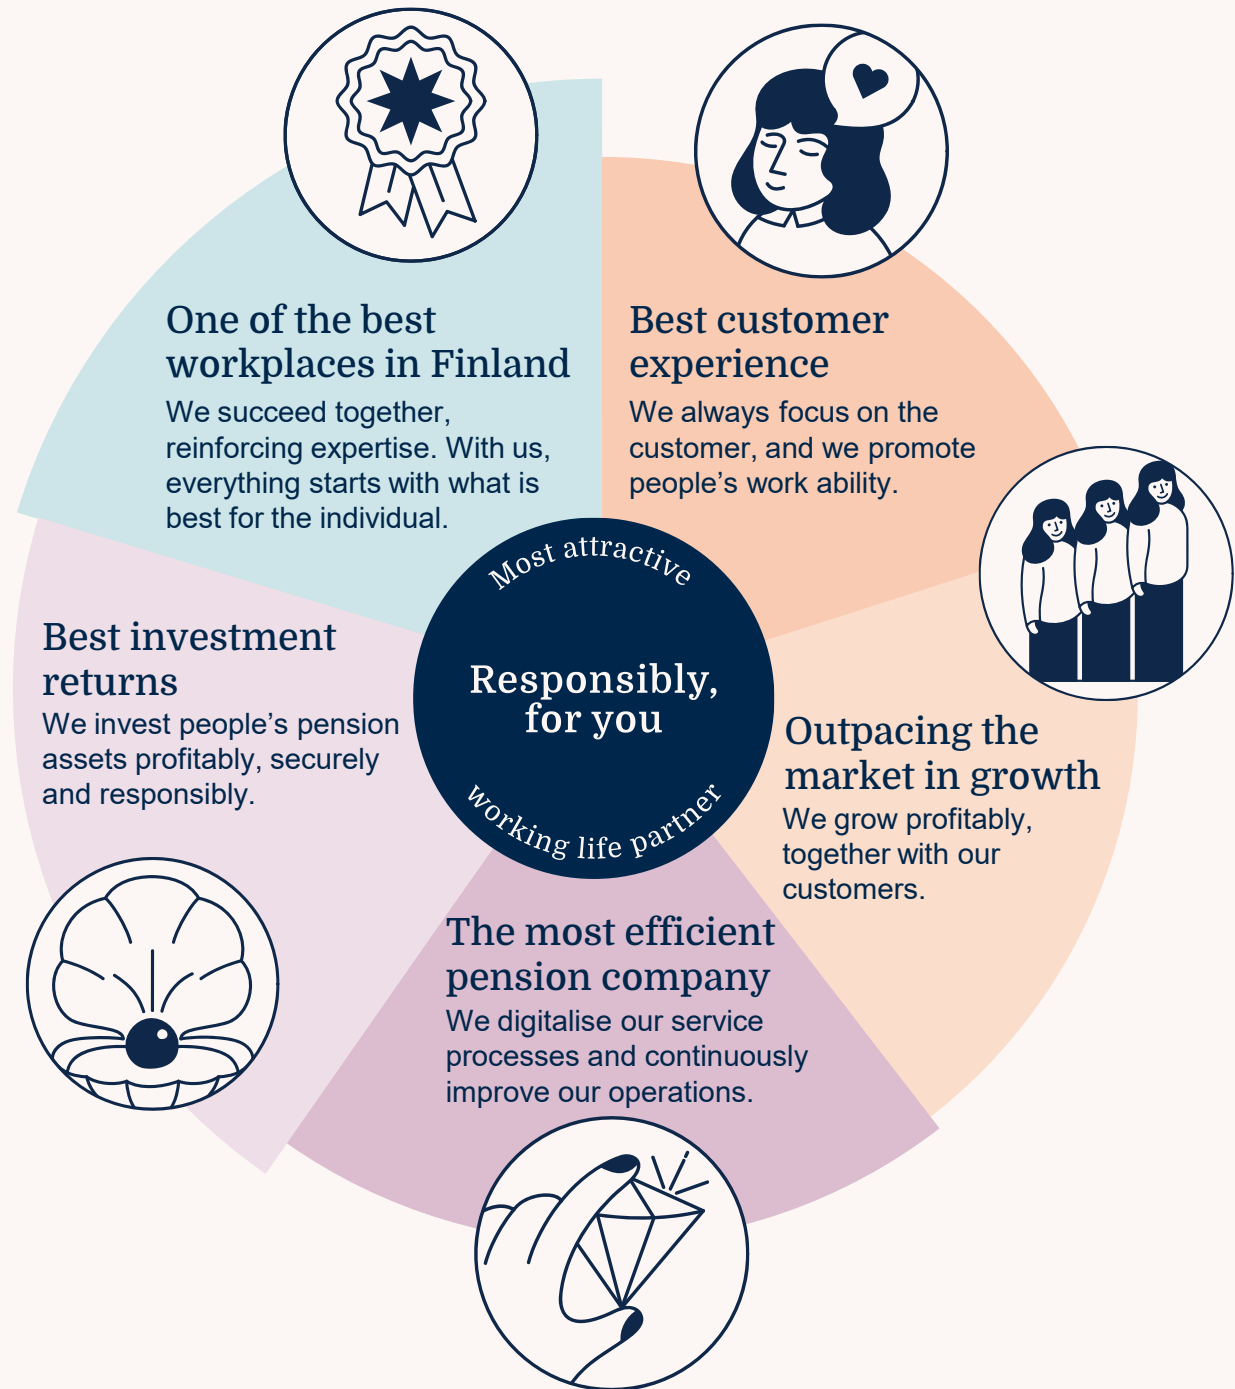 One of the best
workplaces in Finland
We succeed together,
reinforcing expertise. With us,
everything starts with what is
best for the individual.
Best customer
experience
We always focus on the
customer, and we promote
people’s work ability.
Most attractive
Responsibly,
for you
working life partner
Best investment
returns
We invest people’s pension
assets profitably, securely
and responsibly.
Outpacing the
market in growth
We grow profitably,
together with our
customers.
The most efficient
pension company
We digitalise our service
processes and continuously
improve our operations.